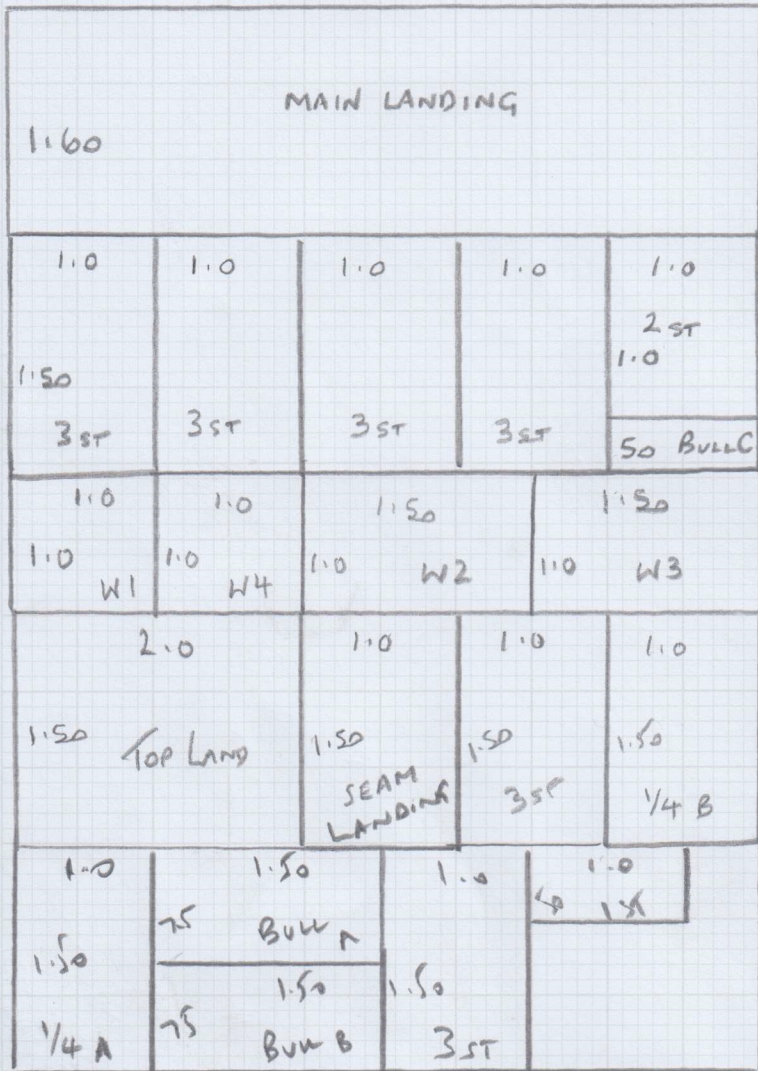 MAIN LANDING
1.60
1.0 1.0 1.0 1.0 1.0
2 ST
1.0
1.50
3 ST 3 ST 3 ST 3 ST
50 BULL C
1.0 1.0 1.50 1.50
1.0 W1 1.0 W4 1.0 W2 1.0 W3
2.0 1.0 1.0 1.0
1.50 TOP LAND 1.50 1.50 1.50
SEAM
LANDING
3 ST 1/4 B
1.0 1.50 1.0 1.0
75 BULL A
50 1 ST
1.50 1.50 1.50
1/4 A 75 BULL B 3 ST